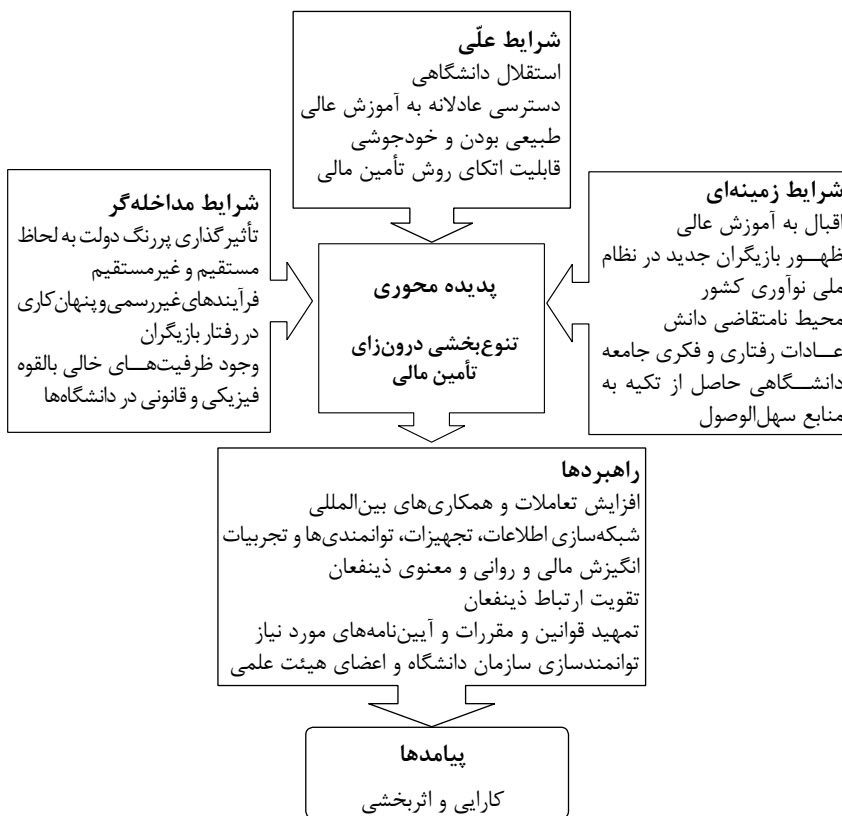 شرایط علّی
استقلال دانشگاهی
دسترسی عادلانه به آموزش عالی
طبیعی بودن و خودجوشی
قابلیت اتکای روش تأمین مالی
شرایط زمینه‌ای
اقبال به آموزش عالی
ظهــور بازیگران جدید در نظام
ملی نوآوری کشور
محیط نامتقاضی دانش
عــادات رفتاری و فکری جامعه
دانشــگاهی حاصل از تکیه به
منابع سهل‌الوصول
پدیده محوری
تنوع‌بخشی درون‌زای
تأمین مالی
شرایط مداخله‌گر
تأثیرگذاری پررنگ دولت به لحاظ
مستقیم و غیرمستقیم
فرآیندهای غیررسمی و پنهان‌کاری
در رفتار بازیگران
وجود ظرفیت‌هــای خالی بالقوه
فیزیکی و قانونی در دانشگاه‌ها
راهبردها
افزایش تعاملات و همکاری‌های بین‌المللی
شبکه‌سازی اطلاعات، تجهیزات، توانمندی‌ها و تجربیات
انگیزش مالی و روانی و معنوی ذینفعان
تقویت ارتباط ذینفعان
تمهید قوانین و مقررات و آیین‌نامه‌های مورد نیاز
توانمندسازی سازمان دانشگاه و اعضای هیئت علمی
پیامدها
کارایی و اثربخشی